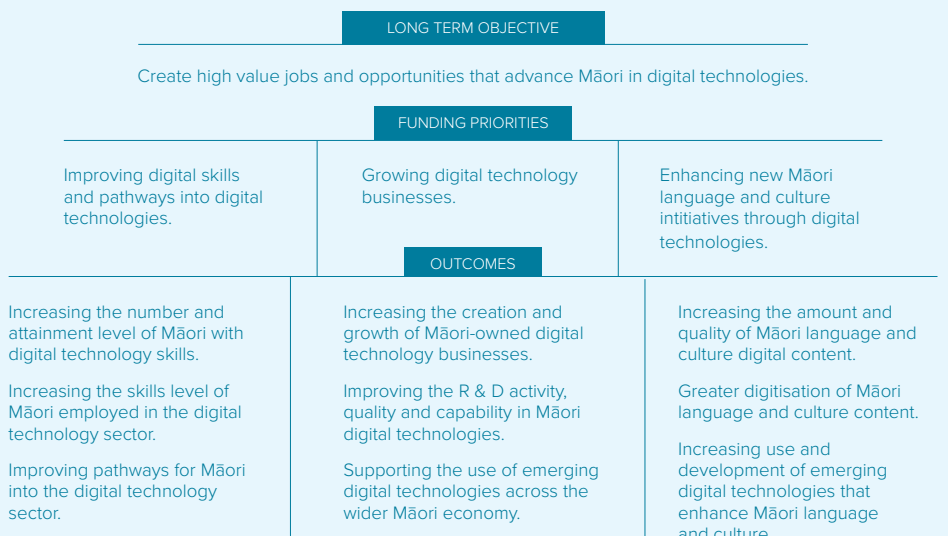 LONG TERM OBJECTIVE
Create high value jobs and opportunities that advance Māori in digital technologies.
FUNDING PRIORITIES
Improving digital skills
and pathways into digital
technologies.
Growing digital technology
businesses.
Enhancing new Māori
language and culture
intitiatives through digital
technologies.
OUTCOMES
Increasing the number and
attainment level of Māori with
digital technology skills.
Increasing the skills level of
Māori employed in the digital
technology sector.
Improving pathways for Māori
into the digital technology
sector.
Increasing the creation and
growth of Māori-owned digital
technology businesses.
Improving the R & D activity,
quality and capability in Māori
digital technologies.
Supporting the use of emerging
digital technologies across the
wider Māori economy.
Increasing the amount and
quality of Māori language and
culture digital content.
Greater digitisation of Māori
language and culture content.
Increasing use and
development of emerging
digital technologies that
enhance Māori language
and culture